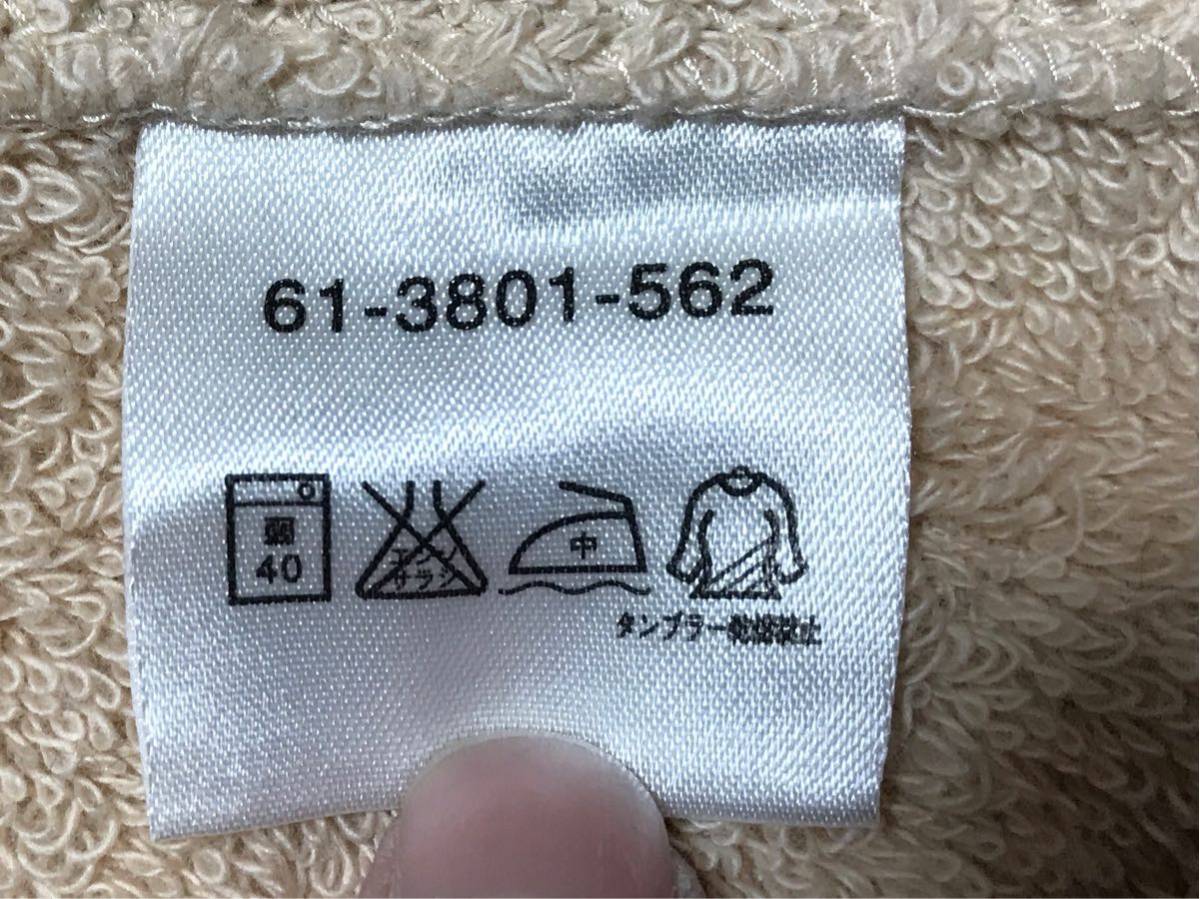 61-3801-562
弱 エンソ 中
40 サラシ
タンブラー乾燥禁止